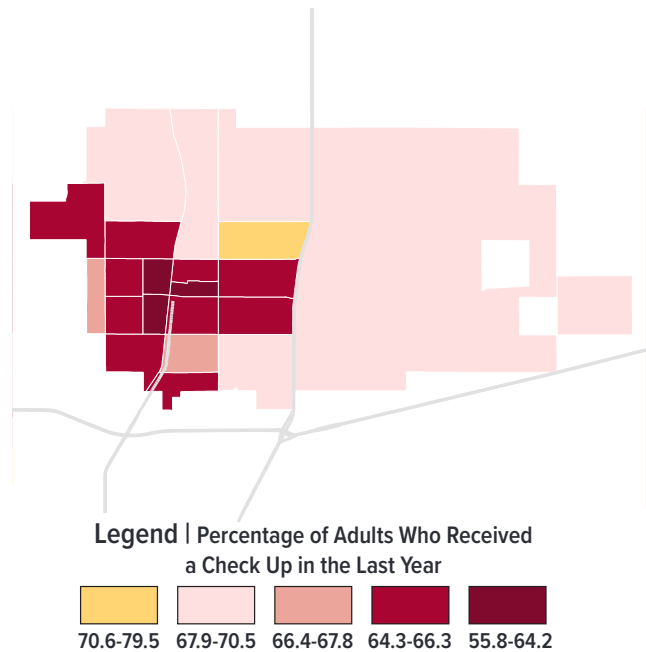 Legend | Percentage of Adults Who Received
a Check Up in the Last Year
70.6-79.5 67.9-70.5 66.4-67.8 64.3-66.3 55.8-64.2